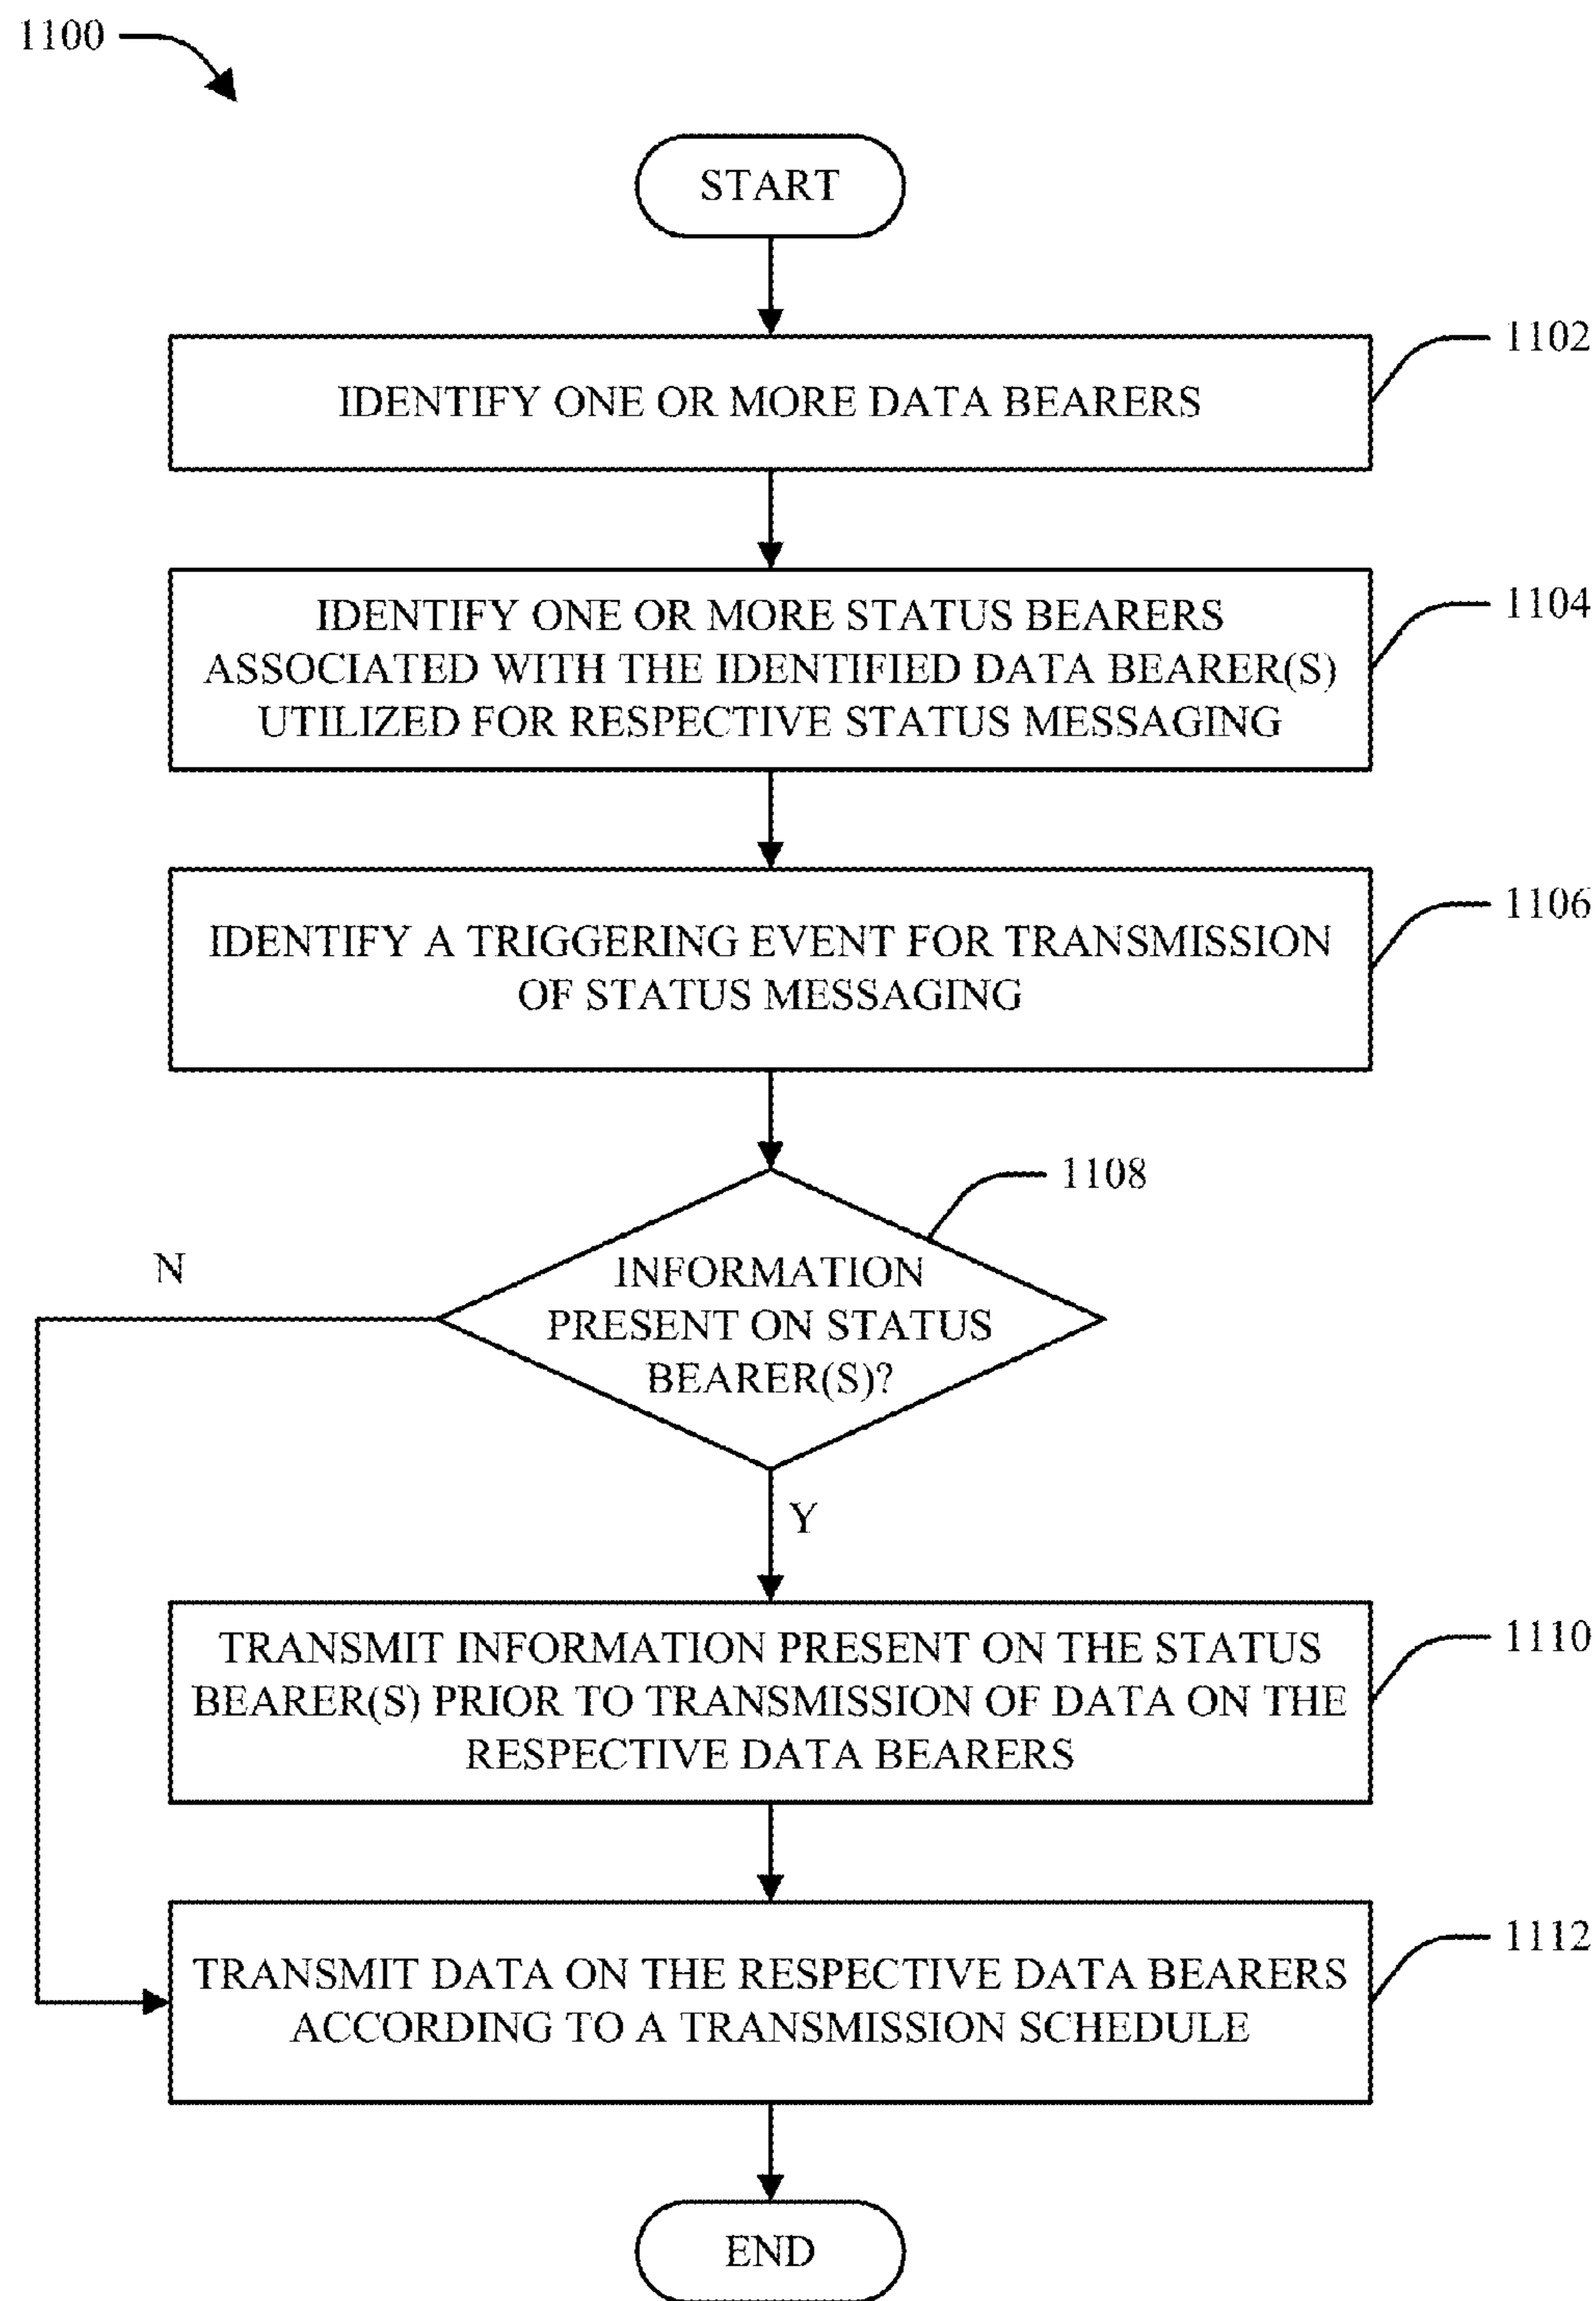 1100
START
1102
IDENTIFY ONE OR MORE DATA BEARERS
1104
IDENTIFY ONE OR MORE STATUS BEARERS
ASSOCIATED WITH THE IDENTIFIED DATA BEARER(S)
UTILIZED FOR RESPECTIVE STATUS MESSAGING
1106
IDENTIFY A TRIGGERING EVENT FOR TRANSMISSION
OF STATUS MESSAGING
1108
N
INFORMATION
PRESENT ON STATUS
BEARER(S)?
Y
1110
TRANSMIT INFORMATION PRESENT ON THE STATUS
BEARER(S) PRIOR TO TRANSMISSION OF DATA ON THE
RESPECTIVE DATA BEARERS
1112
TRANSMIT DATA ON THE RESPECTIVE DATA BEARERS
ACCORDING TO A TRANSMISSION SCHEDULE
END